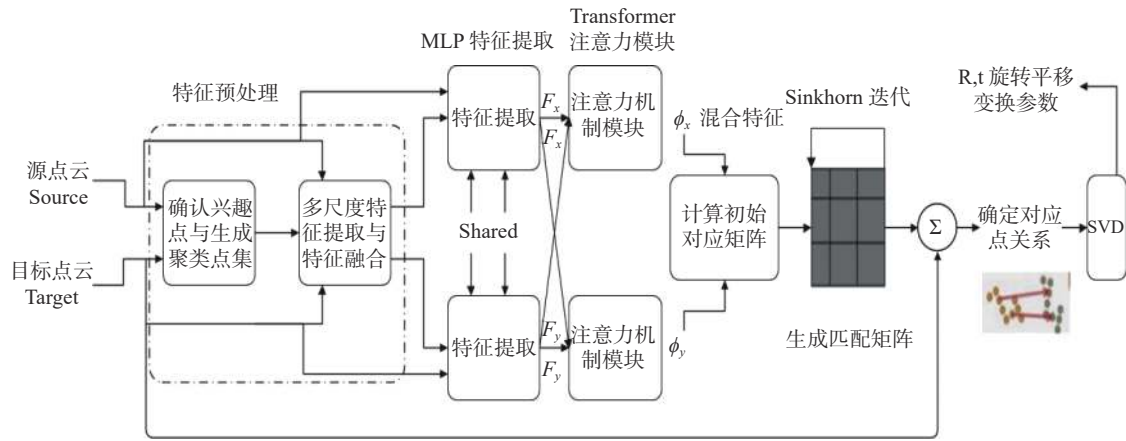 Transformer
注意力模块
MLP 特征提取
特征预处理
源点云
Source
目标点云
Target
确认兴趣
点与生成
聚类点集
多尺度特
征提取与
特征融合
特征提取
Shared
特征提取
F_x
F_x
F_y
F_y
注意力机
制模块
注意力机
制模块
ϕ_x 混合特征
ϕ_y
计算初始
对应矩阵
Sinkhorn 迭代
生成匹配矩阵
Σ
确定对应
点关系
SVD
R,t 旋转平移
变换参数